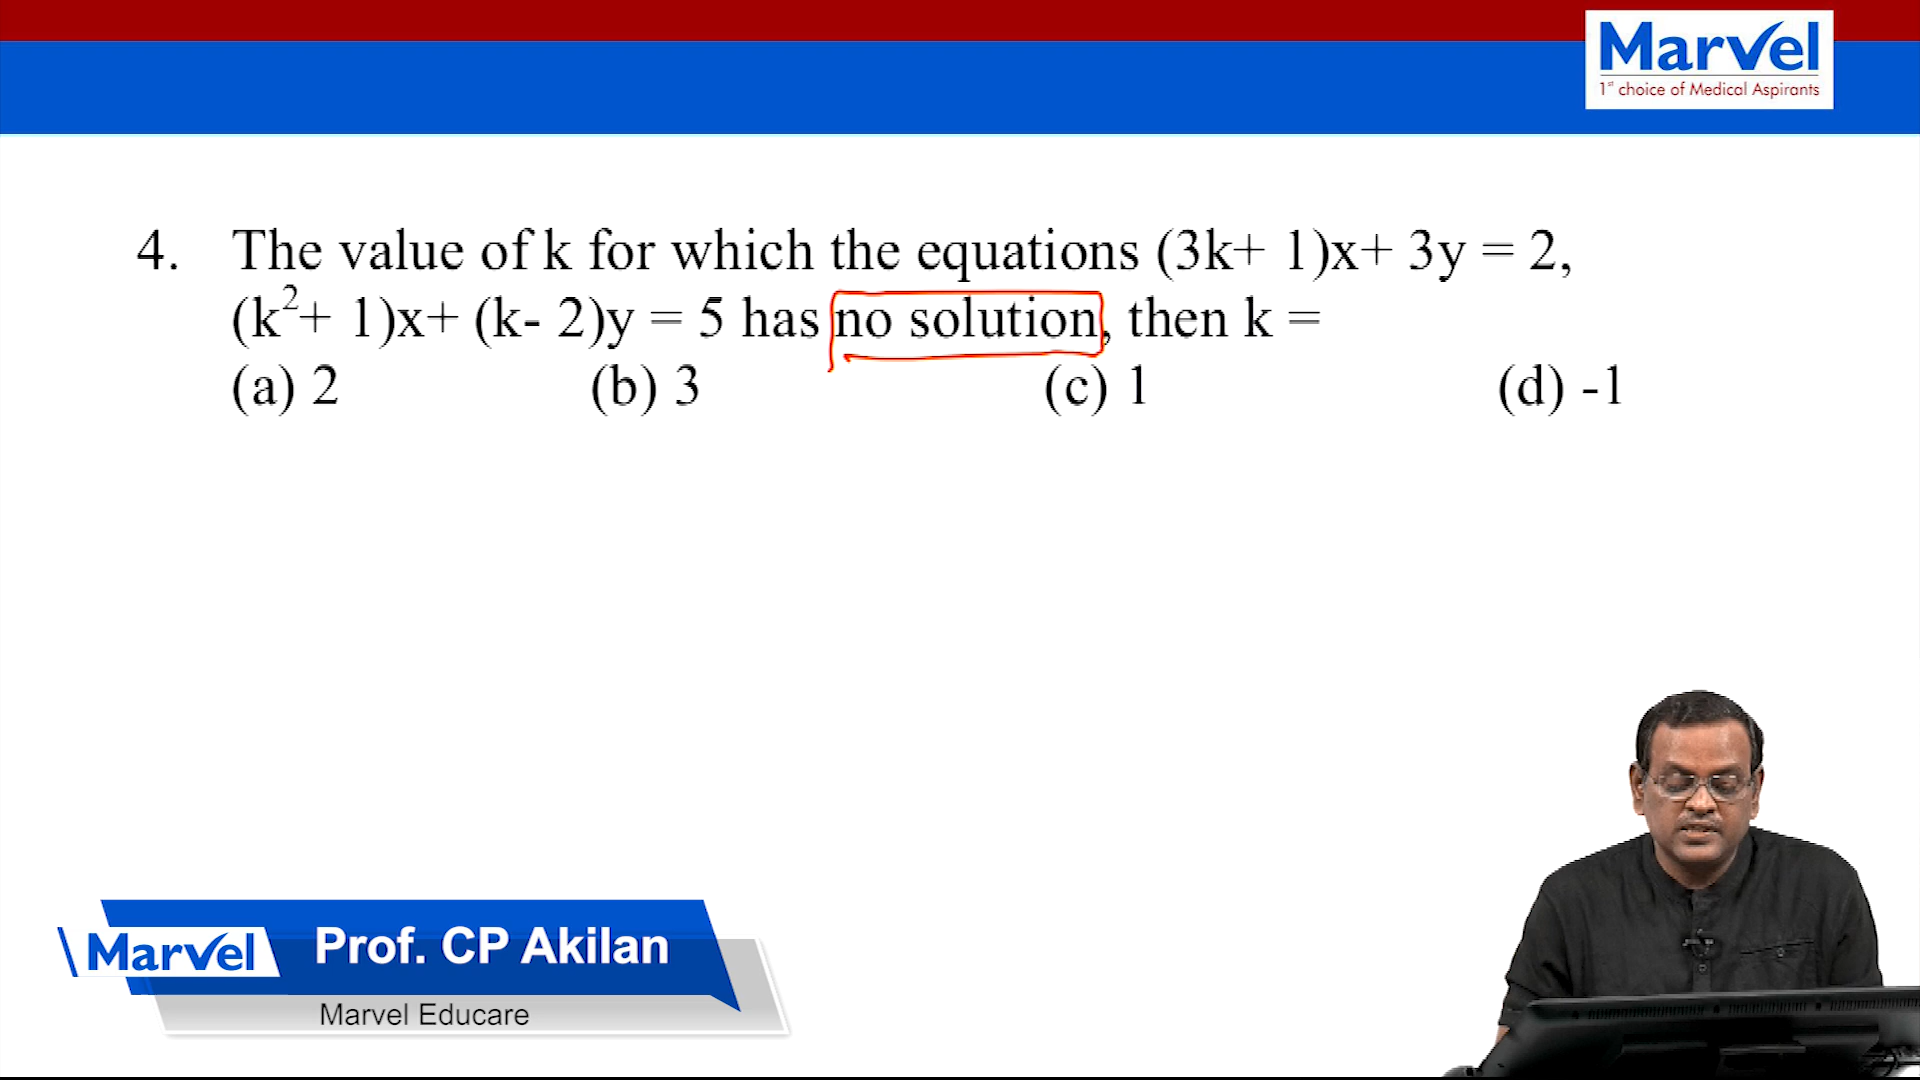 Marvel
1st choice of Medical Aspirants
4. The value of k for which the equations (3k+ 1)x+ 3y = 2,
(k²+ 1)x+ (k- 2)y = 5 has no solution, then k =
(a) 2 (b) 3 (c) 1 (d) -1
Marvel Prof. CP Akilan
Marvel Educare